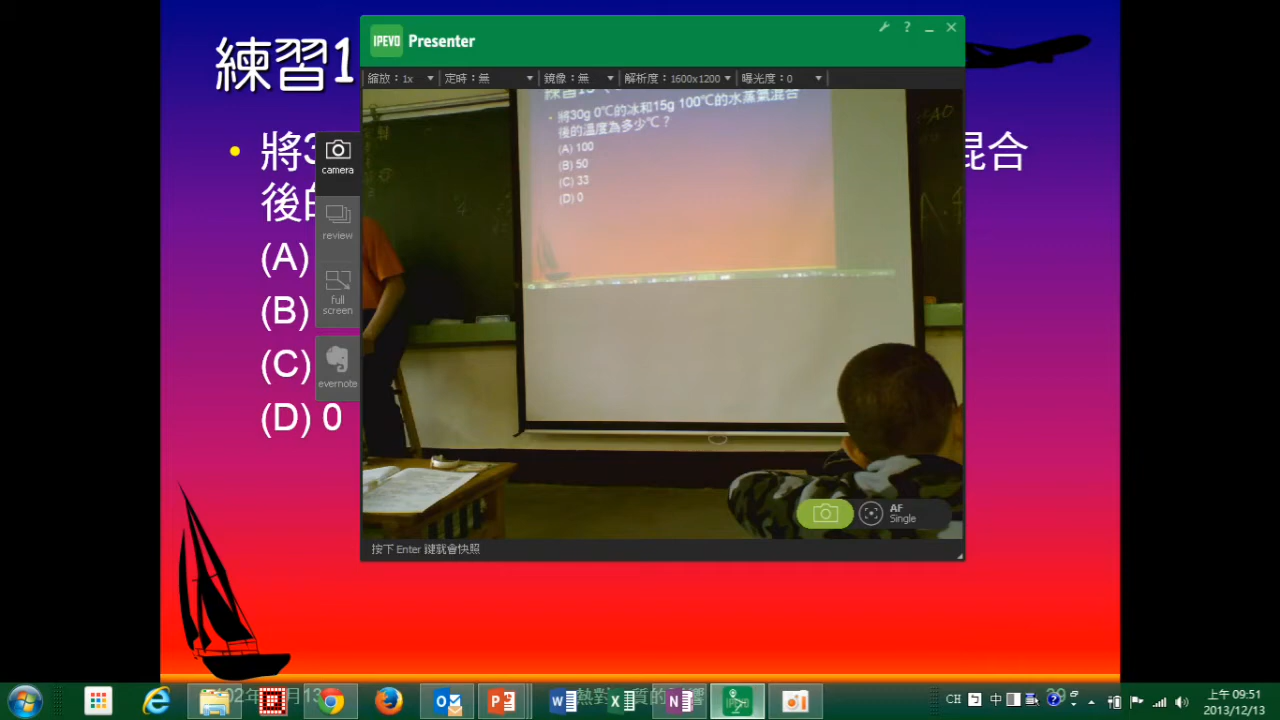 練習1
IPEVO Presenter
縮放：1x
定時：無
鏡像：無
解析度：1600x1200
曝光度：0
將3
混合
後的
(A)
(B)
(C)
(D) 0
camera
review
full
screen
evernote
將30g 0℃的冰和15g 100℃的水蒸氣混合
後的溫度為多少℃？
(A) 100
(B) 50
(C) 33
(D) 0
AF
Single
按下 Enter 鍵就會快照
CH
中
上午 09:51
2013/12/13